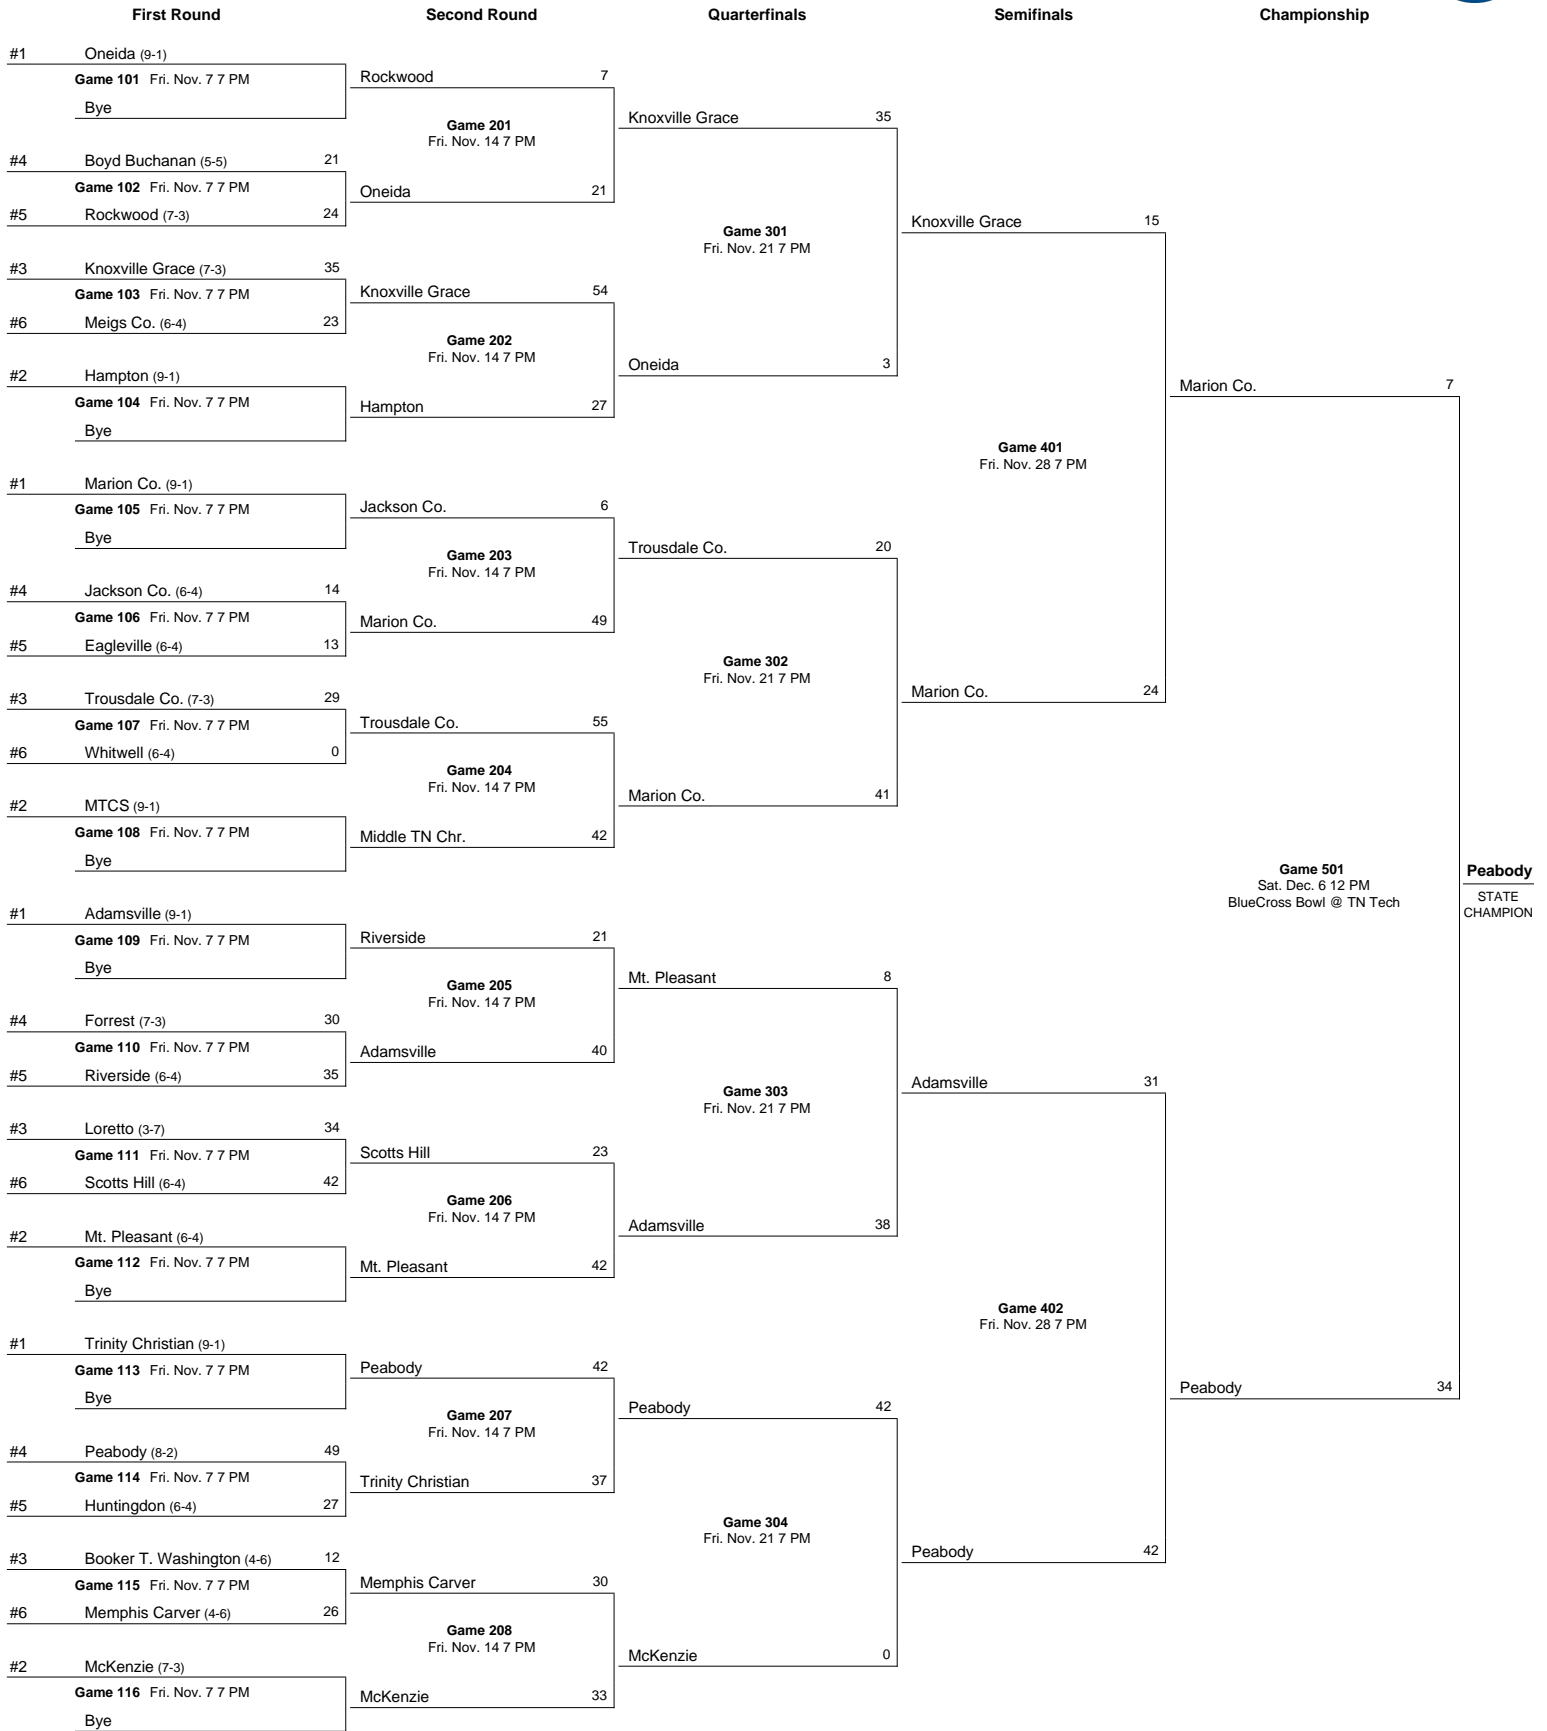 First Round Second Round Quarterfinals Semifinals Championship
#1 Oneida (9-1)
Game 101 Fri. Nov. 7 7 PM
Bye
#4 Boyd Buchanan (5-5) 21
Game 102 Fri. Nov. 7 7 PM
#5 Rockwood (7-3) 24
#3 Knoxville Grace (7-3) 35
Game 103 Fri. Nov. 7 7 PM
#6 Meigs Co. (6-4) 23
#2 Hampton (9-1)
Game 104 Fri. Nov. 7 7 PM
Bye
#1 Marion Co. (9-1)
Game 105 Fri. Nov. 7 7 PM
Bye
#4 Jackson Co. (6-4) 14
Game 106 Fri. Nov. 7 7 PM
#5 Eagleville (6-4) 13
#3 Trousdale Co. (7-3) 29
Game 107 Fri. Nov. 7 7 PM
#6 Whitwell (6-4) 0
#2 MTCS (9-1)
Game 108 Fri. Nov. 7 7 PM
Bye
#1 Adamsville (9-1)
Game 109 Fri. Nov. 7 7 PM
Bye
#4 Forrest (7-3) 30
Game 110 Fri. Nov. 7 7 PM
#5 Riverside (6-4) 35
#3 Loretto (3-7) 34
Game 111 Fri. Nov. 7 7 PM
#6 Scotts Hill (6-4) 42
#2 Mt. Pleasant (6-4)
Game 112 Fri. Nov. 7 7 PM
Bye
#1 Trinity Christian (9-1)
Game 113 Fri. Nov. 7 7 PM
Bye
#4 Peabody (8-2) 49
Game 114 Fri. Nov. 7 7 PM
#5 Huntingdon (6-4) 27
#3 Booker T. Washington (4-6) 12
Game 115 Fri. Nov. 7 7 PM
#6 Memphis Carver (4-6) 26
#2 McKenzie (7-3)
Game 116 Fri. Nov. 7 7 PM
Bye
Rockwood 7
Game 201
Fri. Nov. 14 7 PM
Oneida 21
Knoxville Grace 54
Game 202
Fri. Nov. 14 7 PM
Hampton 27
Jackson Co. 6
Game 203
Fri. Nov. 14 7 PM
Marion Co. 49
Trousdale Co. 55
Game 204
Fri. Nov. 14 7 PM
Middle TN Chr. 42
Riverside 21
Game 205
Fri. Nov. 14 7 PM
Adamsville 40
Scotts Hill 23
Game 206
Fri. Nov. 14 7 PM
Mt. Pleasant 42
Peabody 42
Game 207
Fri. Nov. 14 7 PM
Trinity Christian 37
Memphis Carver 30
Game 208
Fri. Nov. 14 7 PM
McKenzie 33
Knoxville Grace 35
Game 301
Fri. Nov. 21 7 PM
Oneida 3
Trousdale Co. 20
Game 302
Fri. Nov. 21 7 PM
Marion Co. 41
Mt. Pleasant 8
Game 303
Fri. Nov. 21 7 PM
Adamsville 38
Peabody 42
Game 304
Fri. Nov. 21 7 PM
McKenzie 0
Knoxville Grace 15
Game 401
Fri. Nov. 28 7 PM
Marion Co. 24
Adamsville 31
Game 402
Fri. Nov. 28 7 PM
Peabody 42
Marion Co. 7
Game 501
Sat. Dec. 6 12 PM
BlueCross Bowl @ TN Tech
Peabody 34
Peabody
STATE
CHAMPION